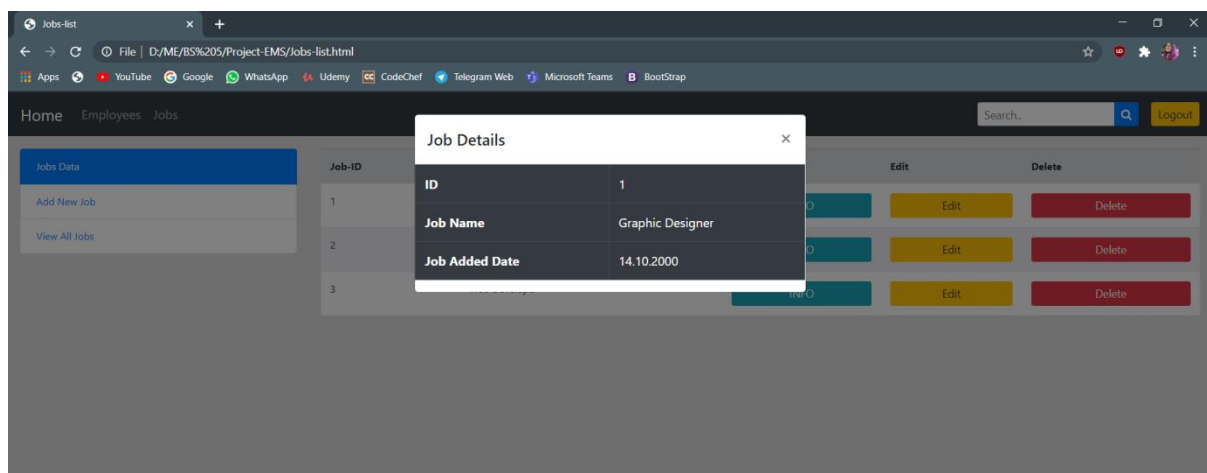 Jobs-list
File | D:/ME/BS%205/Project-EMS/Jobs-list.html
Apps YouTube Google WhatsApp Udemy CodeChef Telegram Web Microsoft Teams B BootStrap
Home Employees Jobs Search.. Logout
Job Details ×
Jobs Data
Job-ID Edit Delete
ID 1
Add New Job
1 Edit Delete
Job Name Graphic Designer
View All Jobs
2 Edit Delete
Job Added Date 14.10.2000
3 INFO Edit Delete